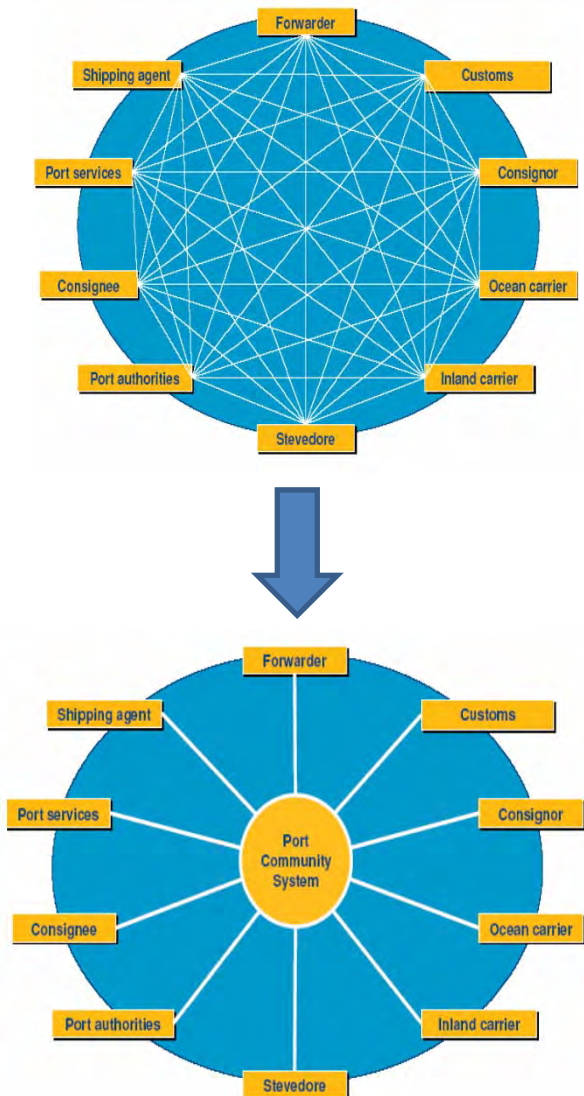 Forwarder
Shipping agent
Customs
Port services
Consignor
Consignee
Ocean carrier
Port authorities
Inland carrier
Stevedore
Forwarder
Shipping agent
Customs
Port services
Consignor
Port
Community
System
Consignee
Ocean carrier
Port authorities
Inland carrier
Stevedore